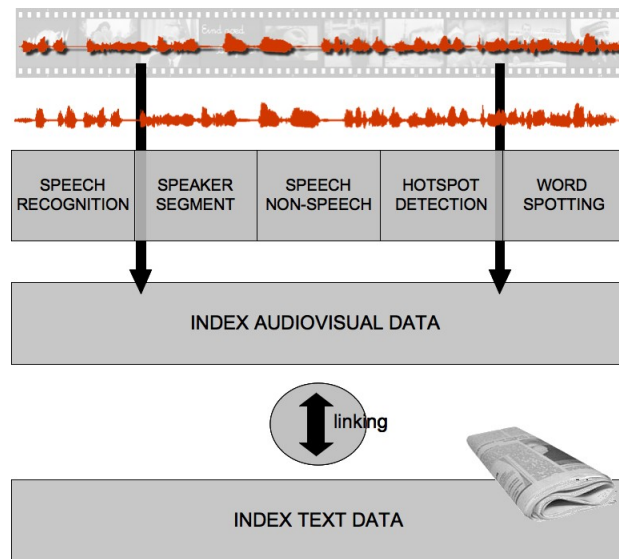 SPEECH
RECOGNITION
SPEAKER
SEGMENT
SPEECH
NON-SPEECH
HOTSPOT
DETECTION
WORD
SPOTTING
INDEX AUDIOVISUAL DATA
linking
INDEX TEXT DATA